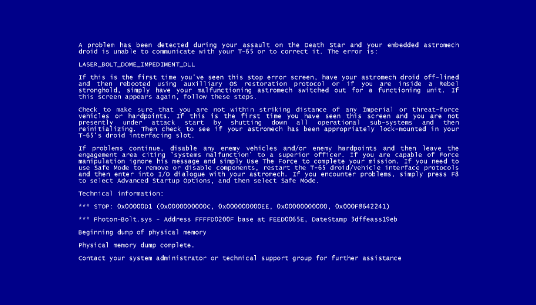 A problem has been detected during your assault on the Death Star and your embedded astromech
droid is unable to communicate with your T-65 or to correct it. The error is:
LASER_BOLT_DOME_IMPEDIMENT_DLL
If this is the first time you've seen this stop error screen, have your astromech droid off-lined
and then rebooted using auxilliary OS restoration protocol or if you are inside a Rebel
stronghold, simply have your malfunctioning astromech switched out for a functioning unit. If
this screen appears again, follow these steps.
Check to make sure that you are not within striking distance of any Imperial or threat-force
vehicles or hardpoints. If this is the first time you have seen this screen and you are not
presently under attack start by shutting down all operational sub-systems and then
reinitializing. Then check to see if your astromech has been appropriately lock-mounted in your
T-65's droid interfacing slot.
If problems continue, disable any enemy vehicles and/or enemy hardpoints and then leave the
engagement area citing 'systems malfunction' to a superior officer. If you are capable of Force
manipulation ignore this message and simply use The Force to complete your mission. If you need to
use Safe Mode to remove or disable components, restart the T-65 droid/vehicle interface protocols
and then enter into I/O dialogue with your astromech. If you encounter problems, simply press F8
to select Advanced Startup Options, and then select Safe Mode.
Technical information:
*** STOP: (0x0000000000,
*** Photon-Bolt.sys - Address base at DateStamp
Beginning dump of physical memory
Physical memory dump complete.
Contact your system administrator or technical support group for further assistance